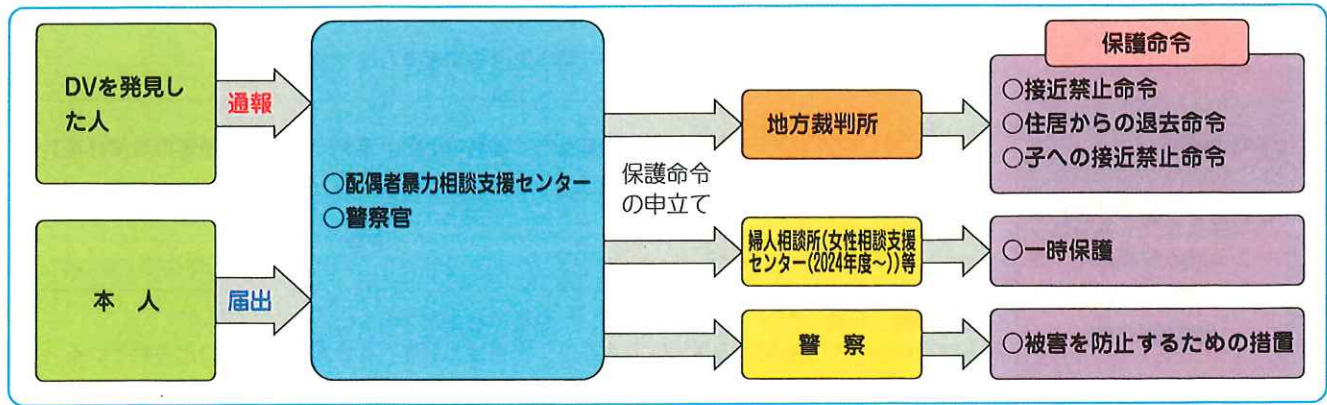 DVを発見し
た人
通報
本 人
届出
○配偶者暴力相談支援センター
○警察官
保護命令
の申立て
地方裁判所
保護命令
○接近禁止命令
○住居からの退去命令
○子への接近禁止命令
婦人相談所(女性相談支援
センター(2024年度~))等
○一時保護
警 察
○被害を防止するための措置